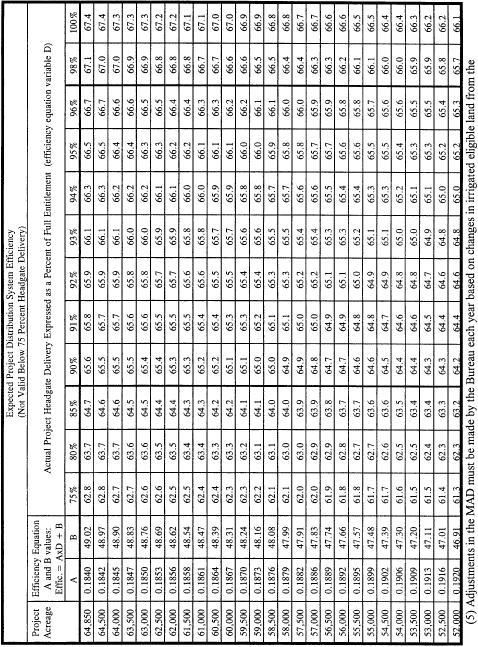 Expected Project Distribution System Efficiency
(Not Valid Below 75 Percent Headgate Delivery)
Project Acreage Efficiency Equation A and B values: Effic. = AxD + B Actual Project Headgate Delivery Expressed as a Percent of Full Entitlement (efficiency equation variable D)
A B 75% 80% 85% 90% 91% 92% 93% 94% 95% 96% 98% 100%
64,850 0.1840 49.02 62.8 63.7 64.7 65.6 65.8 65.9 66.1 66.3 66.5 66.7 67.1 67.4
64,500 0.1842 48.97 62.8 63.7 64.6 65.5 65.7 65.9 66.1 66.3 66.5 66.7 67.0 67.4
64,000 0.1845 48.90 62.7 63.7 64.6 65.5 65.7 65.9 66.1 66.2 66.4 66.6 67.0 67.3
63,500 0.1847 48.83 62.7 63.6 64.5 65.5 65.6 65.8 66.0 66.2 66.4 66.6 66.9 67.3
63,000 0.1850 48.76 62.6 63.6 64.5 65.4 65.6 65.8 66.0 66.2 66.3 66.5 66.9 67.3
62,500 0.1853 48.69 62.6 63.5 64.4 65.4 65.5 65.7 65.9 66.1 66.3 66.5 66.8 67.2
62,000 0.1856 48.62 62.5 63.5 64.4 65.3 65.5 65.7 65.9 66.1 66.2 66.4 66.8 67.2
61,500 0.1858 48.54 62.5 63.4 64.3 65.3 65.5 65.6 65.8 66.0 66.2 66.4 66.8 67.1
61,000 0.1861 48.47 62.4 63.4 64.3 65.2 65.4 65.6 65.8 66.0 66.1 66.3 66.7 67.1
60,500 0.1864 48.39 62.4 63.3 64.2 65.2 65.4 65.5 65.7 65.9 66.1 66.3 66.7 67.0
60,000 0.1867 48.31 62.3 63.3 64.2 65.1 65.3 65.5 65.7 65.9 66.1 66.2 66.6 67.0
59,500 0.1870 48.24 62.3 63.2 64.1 65.1 65.3 65.4 65.6 65.8 66.0 66.2 66.6 66.9
59,000 0.1873 48.16 62.2 63.1 64.1 65.0 65.2 65.4 65.6 65.8 66.0 66.1 66.5 66.9
58,500 0.1876 48.08 62.1 63.1 64.0 65.0 65.1 65.3 65.5 65.7 65.9 66.1 66.5 66.8
58,000 0.1879 47.99 62.1 63.0 64.0 64.9 65.1 65.3 65.5 65.7 65.8 66.0 66.4 66.8
57,500 0.1882 47.91 62.0 63.0 63.9 64.9 65.0 65.2 65.4 65.6 65.8 66.0 66.4 66.7
57,000 0.1886 47.83 62.0 62.9 63.9 64.8 65.0 65.2 65.4 65.6 65.7 65.9 66.3 66.7
56,500 0.1889 47.74 61.9 62.9 63.8 64.7 64.9 65.1 65.3 65.5 65.7 65.9 66.3 66.6
56,000 0.1892 47.66 61.8 62.8 63.7 64.7 64.9 65.1 65.3 65.4 65.6 65.8 66.2 66.6
55,500 0.1895 47.57 61.8 62.7 63.7 64.6 64.8 65.0 65.2 65.4 65.6 65.8 66.1 66.5
55,000 0.1899 47.48 61.7 62.7 63.6 64.6 64.8 64.9 65.1 65.3 65.5 65.7 66.1 66.5
54,500 0.1902 47.39 61.7 62.6 63.6 64.5 64.7 64.9 65.1 65.3 65.5 65.6 66.0 66.4
54,000 0.1906 47.30 61.6 62.5 63.5 64.4 64.6 64.8 65.0 65.2 65.4 65.6 66.0 66.4
53,500 0.1909 47.20 61.5 62.5 63.4 64.4 64.6 64.8 65.0 65.1 65.3 65.5 65.9 66.3
53,000 0.1913 47.11 61.5 62.4 63.4 64.3 64.5 64.7 64.9 65.1 65.3 65.5 65.9 66.2
52,500 0.1916 47.01 61.4 62.3 63.3 64.3 64.4 64.6 64.8 65.0 65.2 65.4 65.8 66.2
52,000 0.1920 46.91 61.3 62.3 63.2 64.2 64.4 64.6 64.8 65.0 65.2 65.3 65.7 66.1
(5) Adjustments in the MAD must be made by the Bureau each year based on changes in irrigated eligible land from the